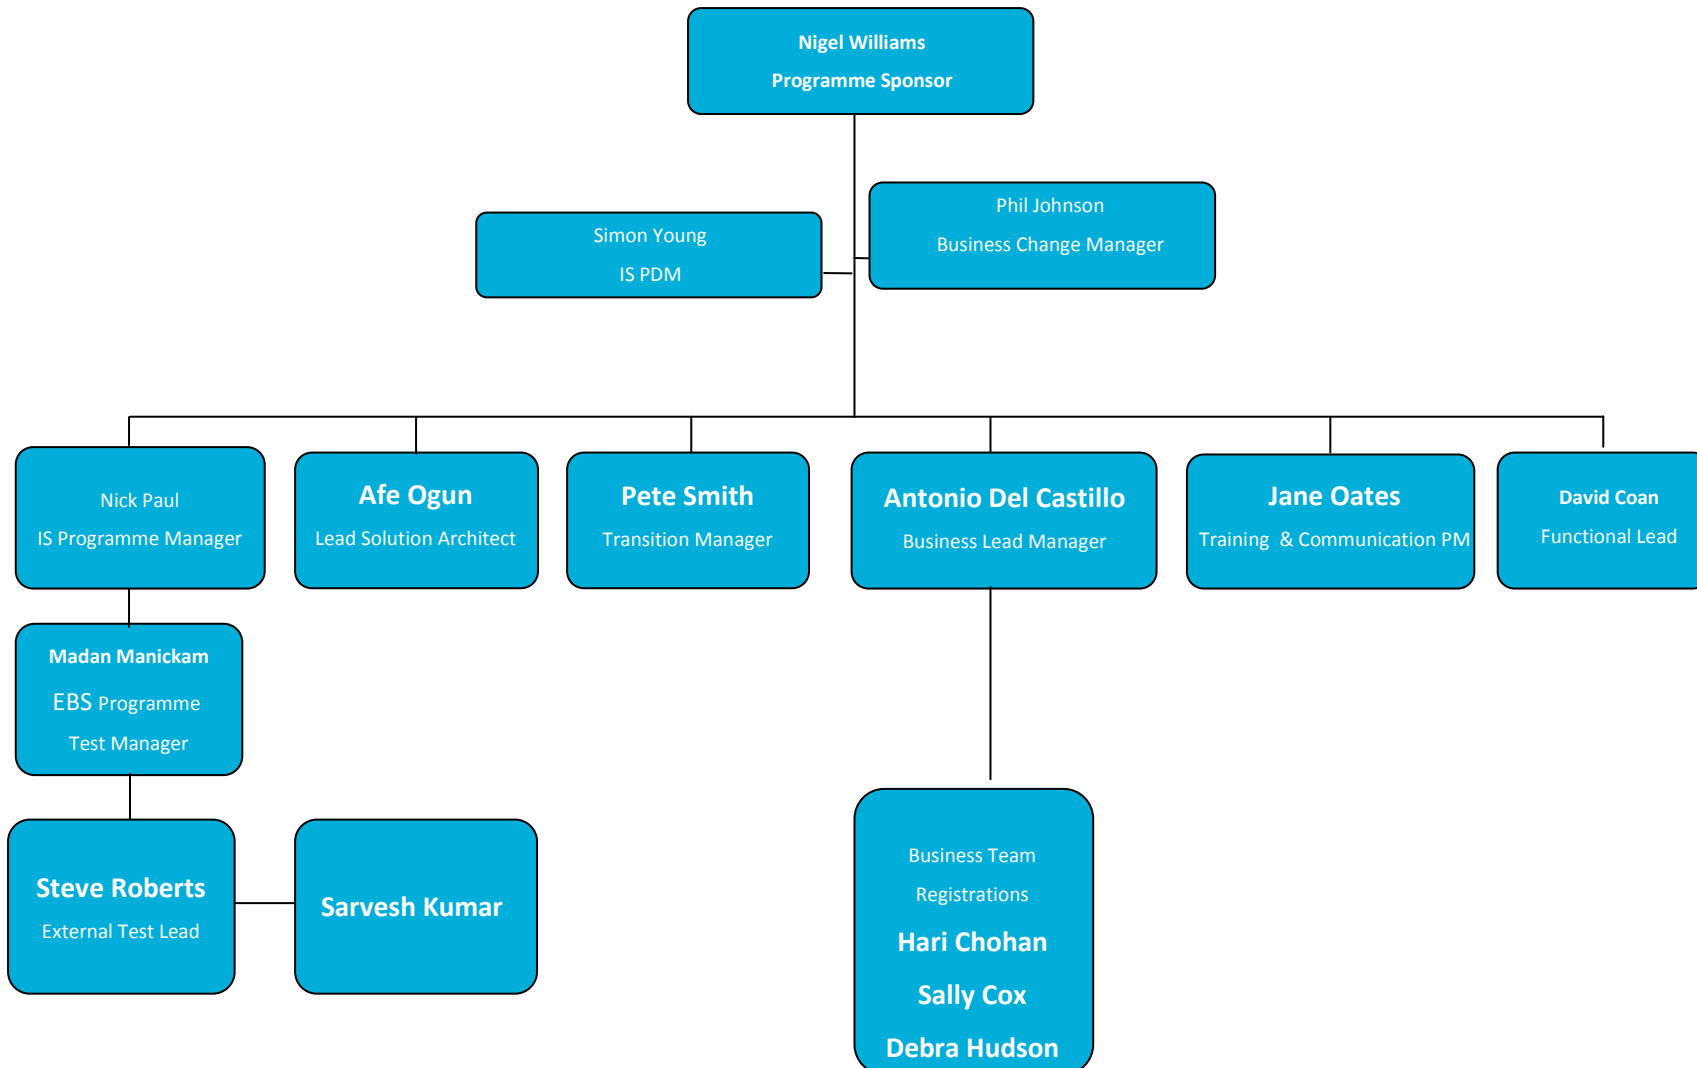 Nigel Williams
Programme Sponsor
Phil Johnson
Business Change Manager
Simon Young
IS PDM
Nick Paul
IS Programme Manager
Afe Ogun
Lead Solution Architect
Pete Smith
Transition Manager
Antonio Del Castillo
Business Lead Manager
Jane Oates
Training & Communication PM
David Coan
Functional Lead
Madan Manickam
EBS Programme
Test Manager
Steve Roberts
External Test Lead
Sarvesh Kumar
Business Team
Registrations
Hari Chohan
Sally Cox
Debra Hudson